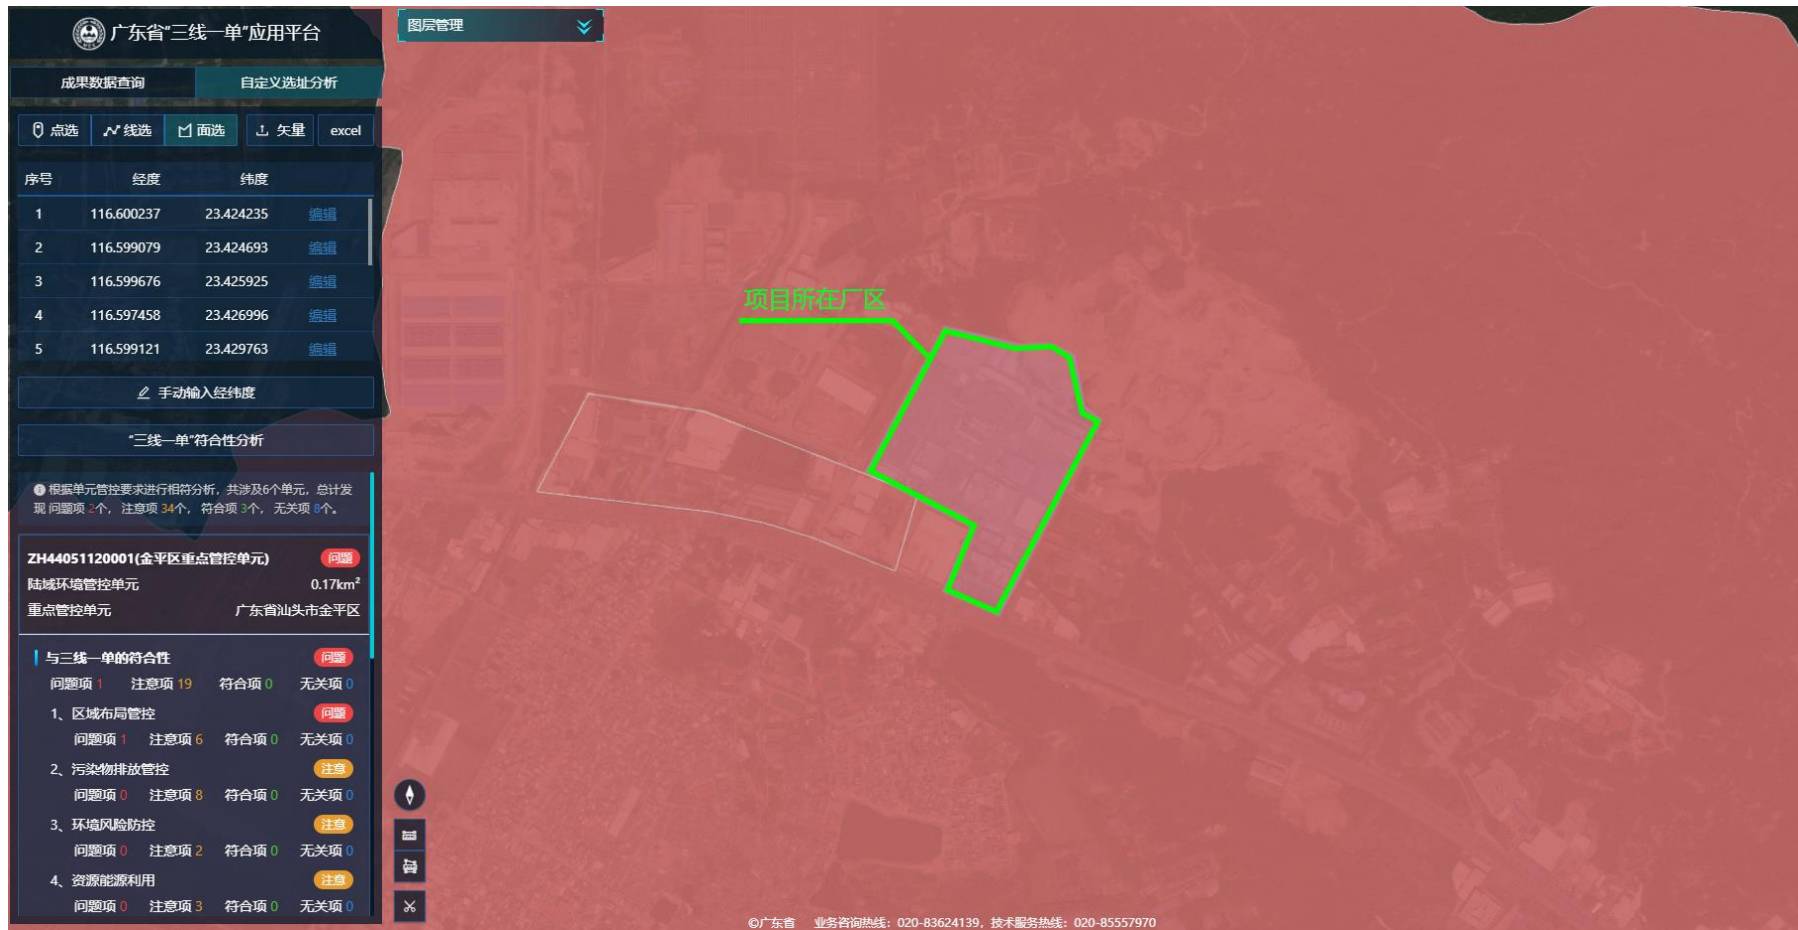 广东省“三线一单”应用平台
成果数据查询 自定义选址分析
点选 线选 面选 矢量 excel
序号 经度 纬度
1 116.600237 23.424235 编辑
2 116.599079 23.424693 编辑
3 116.599676 23.425925 编辑
4 116.597458 23.426996 编辑
5 116.599121 23.429763 编辑
手动输入经纬度
“三线一单”符合性分析
根据单元管控要求进行相符分析，共涉及6个单元，总计发
现 问题项 2个， 注意项 34个， 符合项 3个， 无关项 8个。
ZH44051120001(金平区重点管控单元) 问题
陆域环境管控单元 0.17km²
重点管控单元 广东省汕头市金平区
与三线一单的符合性 问题
问题项 1 注意项 19 符合项 0 无关项 0
1、区域布局管控 问题
问题项 1 注意项 6 符合项 0 无关项 0
2、污染物排放管控 注意
问题项 0 注意项 8 符合项 0 无关项 0
3、环境风险防控 注意
问题项 0 注意项 2 符合项 0 无关项 0
4、资源能源利用 注意
问题项 0 注意项 3 符合项 0 无关项 0
图层管理
项目所在厂区
©广东省 业务咨询热线：020-83624139，技术服务热线：020-85557970